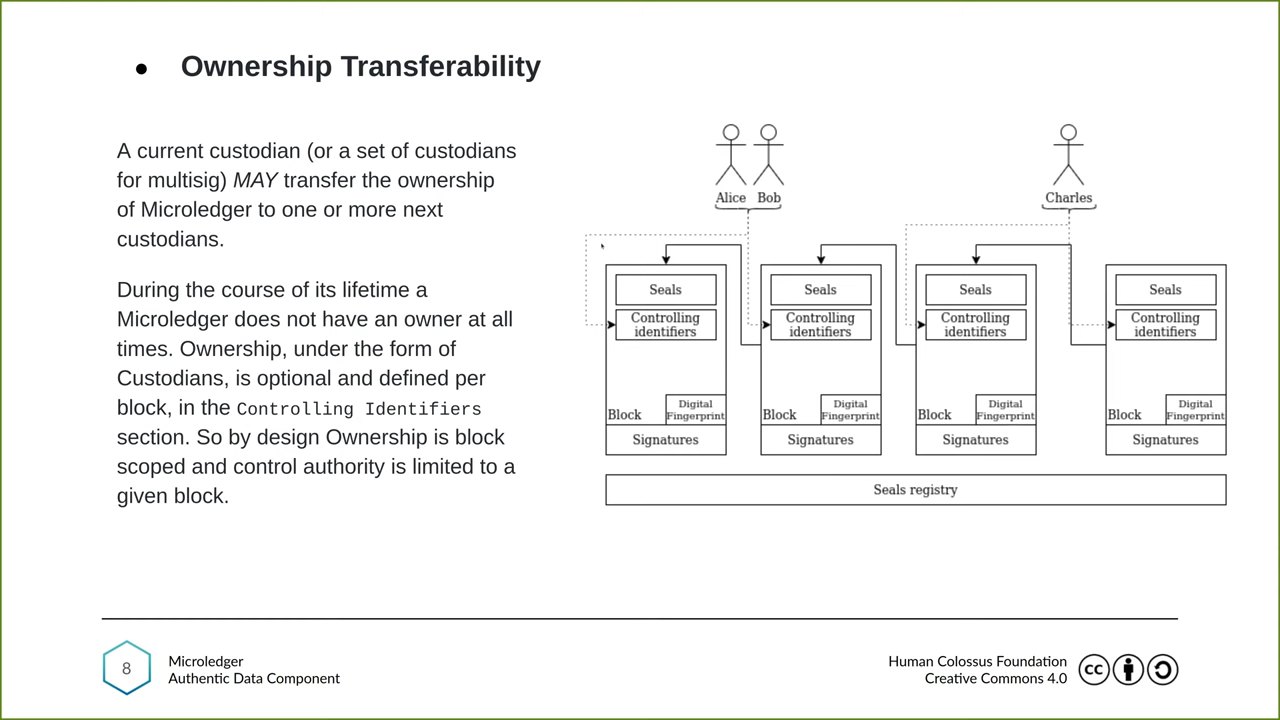 ● Ownership Transferability
A current custodian (or a set of custodians
for multisig) MAY transfer the ownership
of Microledger to one or more next
custodians.
During the course of its lifetime a
Microledger does not have an owner at all
times. Ownership, under the form of
Custodians, is optional and defined per
block, in the Controlling Identifiers
section. So by design Ownership is block
scoped and control authority is limited to a
given block.
Alice Bob
Charles
Seals
Controlling
identifiers
Block
Digital
Fingerprint
Signatures
Seals
Controlling
identifiers
Block
Digital
Fingerprint
Signatures
Seals
Controlling
identifiers
Block
Digital
Fingerprint
Signatures
Seals
Controlling
identifiers
Block
Digital
Fingerprint
Signatures
Seals registry
8
Microledger
Authentic Data Component
Human Colossus Foundation
Creative Commons 4.0
cc